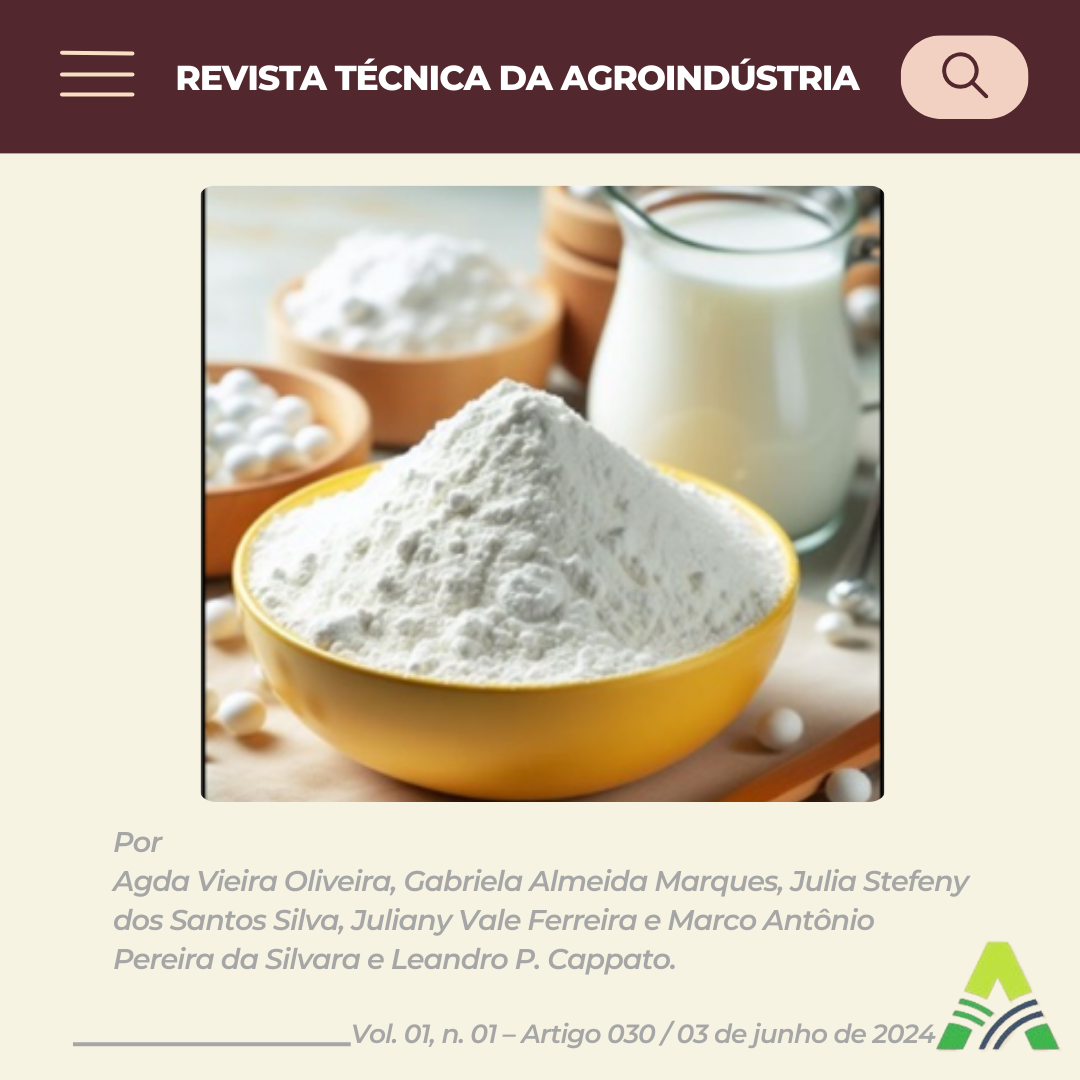 REVISTA TÉCNICA DA AGROINDÚSTRIA
Por
Agda Vieira Oliveira, Gabriela Almeida Marques, Julia Stefeny
dos Santos Silva, Juliany Vale Ferreira e Marco Antônio
Pereira da Silvara e Leandro P. Cappato.
Vol. 01, n. 01 – Artigo 030 / 03 de junho de 2024